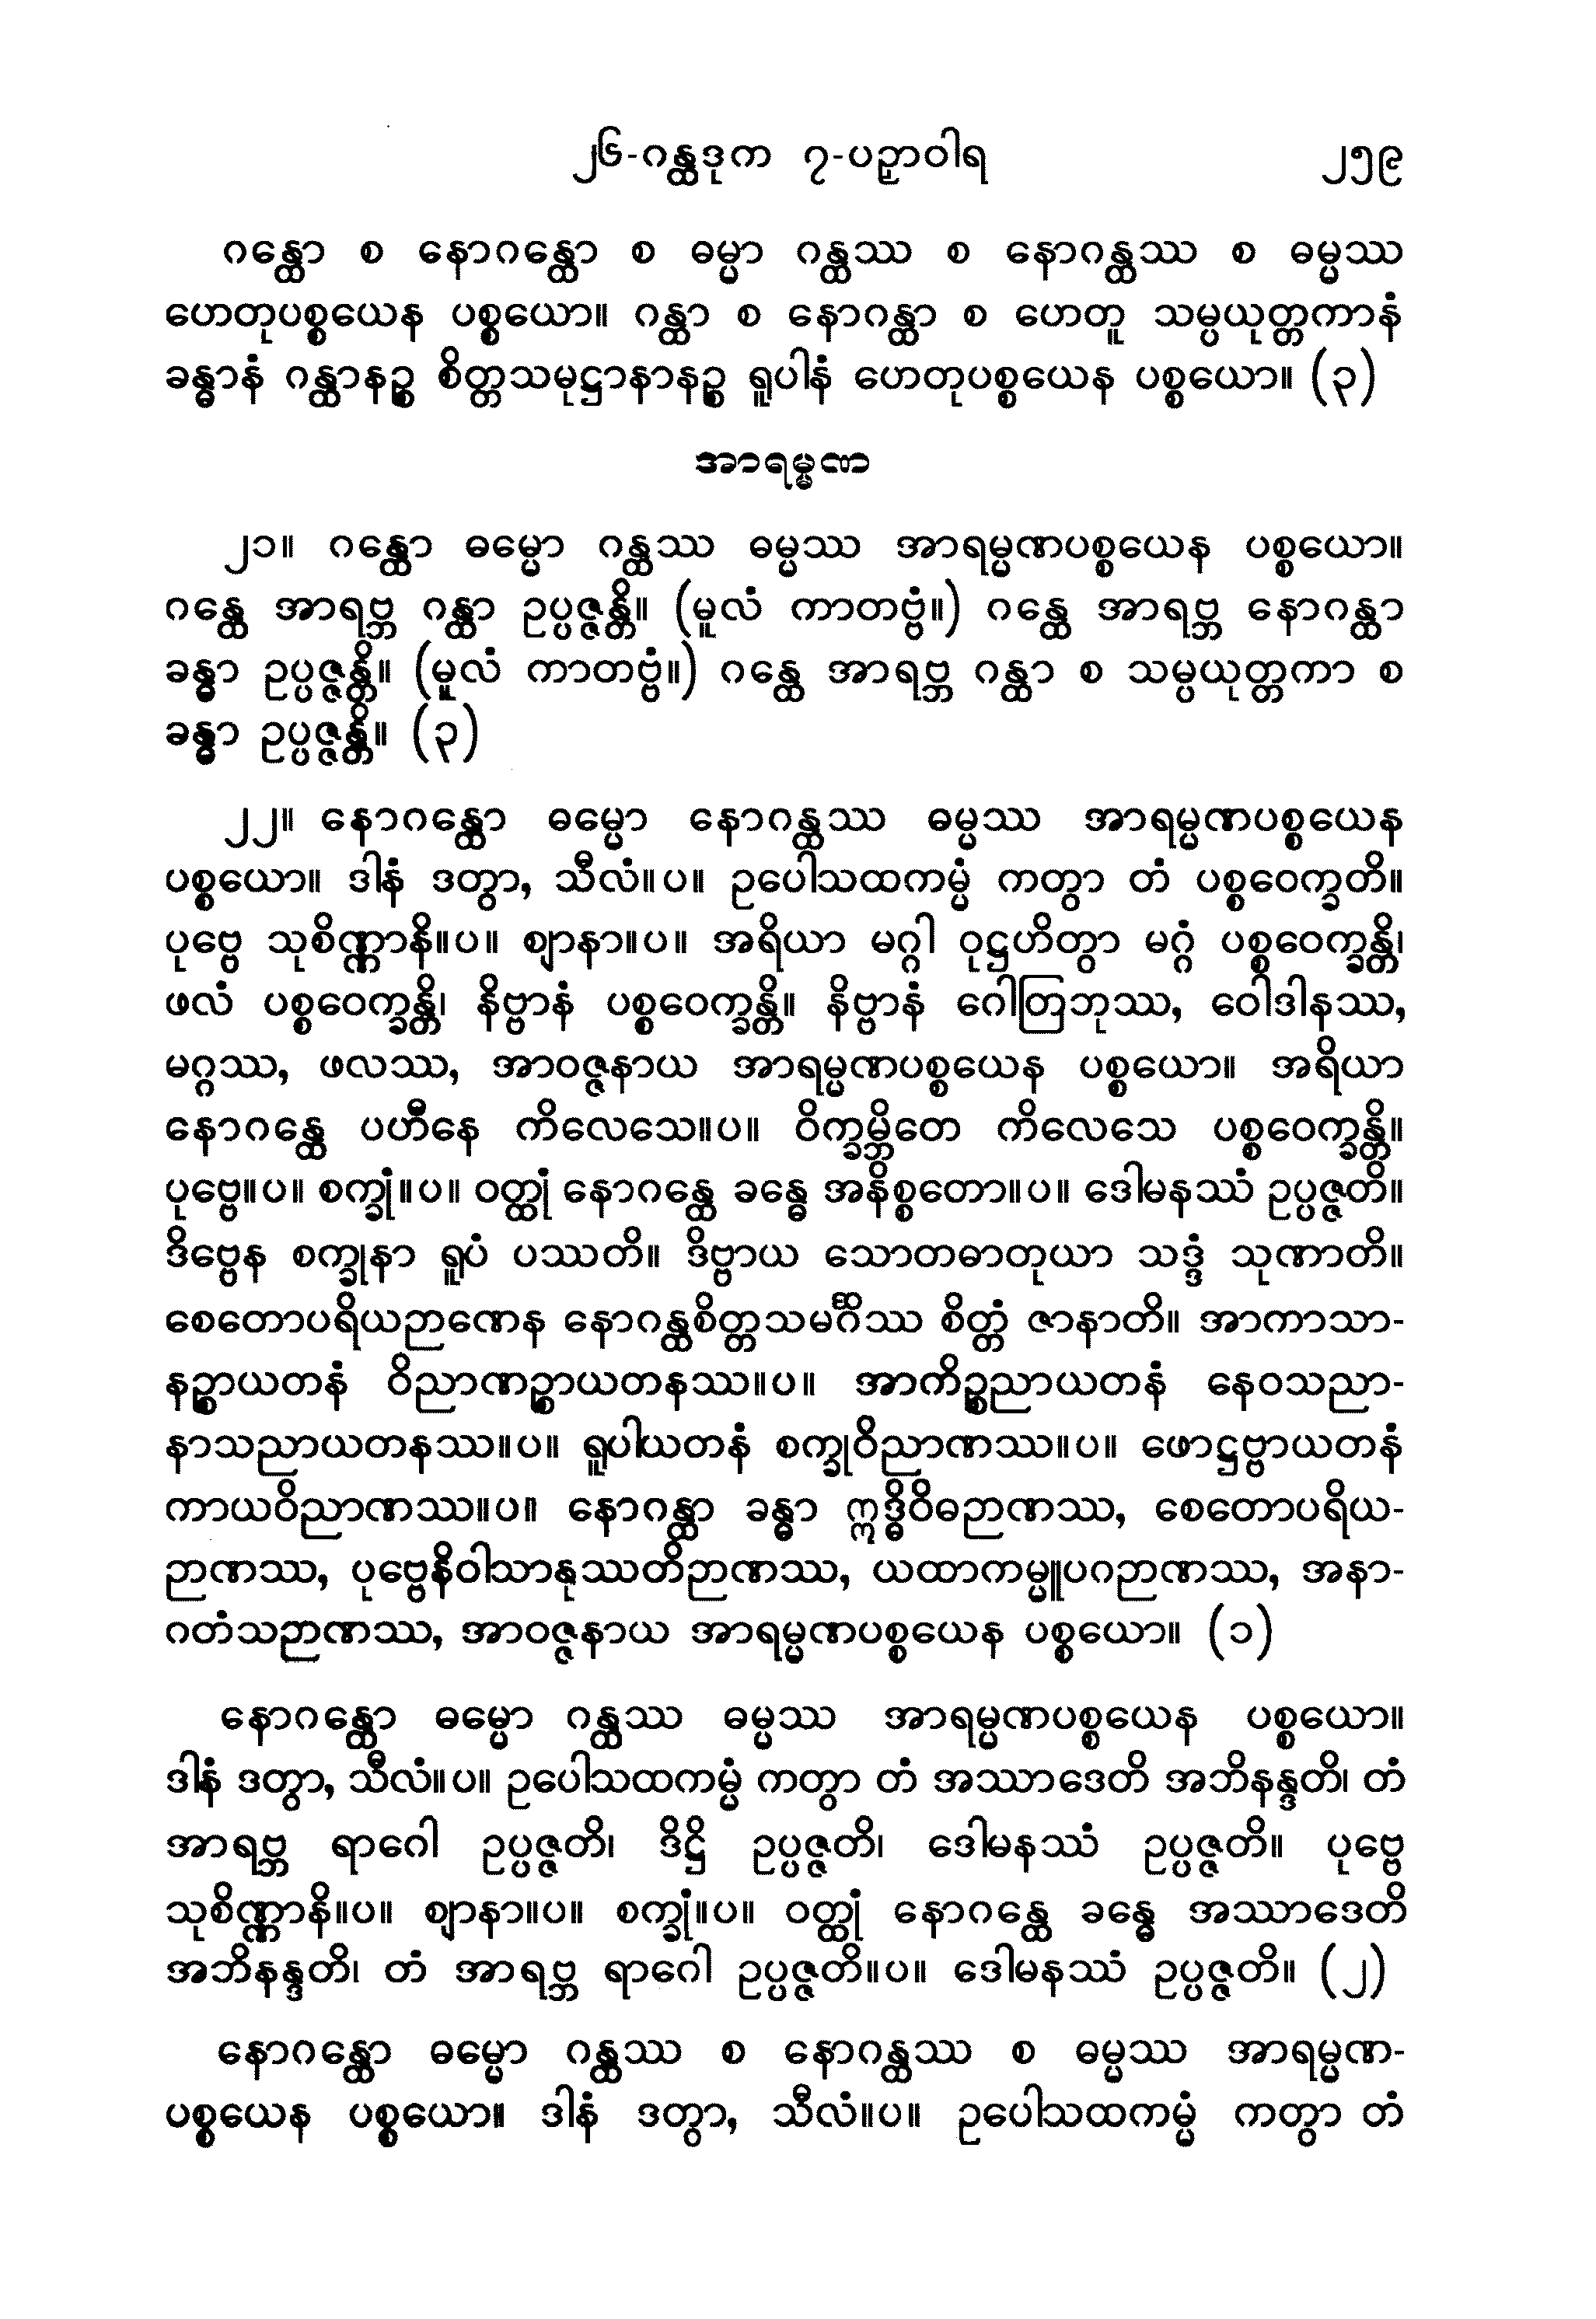 ၂၆-ဂန္ထဒုက ၇-ပဉှာဝါရ ၂၅၉
ဂန္ထော စ နောဂန္ထော စ ဓမ္မာ ဂန္ထဿ စ နောဂန္ထဿ စ ဓမ္မဿ
ဟေတုပစ္စယေန ပစ္စယော။ ဂန္ထာ စ နောဂန္ထာ စ ဟေတူ သမ္ပယုတ္တကာနံ
ခန္ဓာနံ ဂန္ထာနဉ္စ စိတ္တသမုဋ္ဌာနာနဉ္စ ရူပါနံ ဟေတုပစ္စယေန ပစ္စယော။ (၃)
အာရမ္မဏ
၂၁။ ဂန္ထော ဓမ္မော ဂန္ထဿ ဓမ္မဿ အာရမ္မဏပစ္စယေန ပစ္စယော။
ဂန္ထေ အာရဗ္ဘ ဂန္ထာ ဥပ္ပဇ္ဇန္တိ။ (မူလံ ကာတဗ္ဗံ။) ဂန္ထေ အာရဗ္ဘ နောဂန္ထာ
ခန္ဓာ ဥပ္ပဇ္ဇန္တိ။ (မူလံ ကာတဗ္ဗံ။) ဂန္ထေ အာရဗ္ဘ ဂန္ထာ စ သမ္ပယုတ္တကာ စ
ခန္ဓာ ဥပ္ပဇ္ဇန္တိ။ (၃)
၂၂။ နောဂန္ထော ဓမ္မော နောဂန္ထဿ ဓမ္မဿ အာရမ္မဏပစ္စယေန
ပစ္စယော။ ဒါနံ ဒတွာ, သီလံ။ပ။ ဥပေါသထကမ္မံ ကတွာ တံ ပစ္စဝေက္ခတိ။
ပုဗ္ဗေ သုစိဏ္ဏာနိ။ပ။ ဈာနာ။ပ။ အရိယာ မဂ္ဂါ ဝုဋ္ဌဟိတွာ မဂ္ဂံ ပစ္စဝေက္ခန္တိ၊
ဖလံ ပစ္စဝေက္ခန္တိ၊ နိဗ္ဗာနံ ပစ္စဝေက္ခန္တိ။ နိဗ္ဗာနံ ဂေါတြဘုဿ, ဝေါဒါနဿ,
မဂ္ဂဿ, ဖလဿ, အာဝဇ္ဇနာယ အာရမ္မဏပစ္စယေန ပစ္စယော။ အရိယာ
နောဂန္ထေ ပဟီနေ ကိလေသေ။ပ။ ဝိက္ခမ္ဘိတေ ကိလေသေ ပစ္စဝေက္ခန္တိ။
ပုဗ္ဗေ။ပ။ စက္ခုံ။ပ။ ဝတ္ထုံ နောဂန္ထေ ခန္ဓေ အနိစ္စတော။ပ။ ဒေါမနဿံ ဥပ္ပဇ္ဇတိ။
ဒိဗ္ဗေန စက္ခုနာ ရူပံ ပဿတိ။ ဒိဗ္ဗာယ သောတဓာတုယာ သဒ္ဒံ သုဏာတိ။
စေတောပရိယဉာဏေန နောဂန္ထစိတ္တသမင်္ဂိဿ စိတ္တံ ဇာနာတိ။ အာကာသာ-
နဉ္စာယတနံ ဝိညာဏဉ္စာယတနဿ။ပ။ အာကိဉ္စညာယတနံ နေဝသညာ-
နာသညာယတနဿ။ပ။ ရူပါယတနံ စက္ခုဝိညာဏဿ။ပ။ ဖောဋ္ဌဗ္ဗာယတနံ
ကာယဝိညာဏဿ။ပ။ နောဂန္ထာ ခန္ဓာ ဣဒ္ဓိဝိဓဉာဏဿ, စေတောပရိယ-
ဉာဏဿ, ပုဗ္ဗေနိဝါသာနုဿတိဉာဏဿ, ယထာကမ္မူပဂဉာဏဿ, အနာ-
ဂတံသဉာဏဿ, အာဝဇ္ဇနာယ အာရမ္မဏပစ္စယေန ပစ္စယော။ (၁)
နောဂန္ထော ဓမ္မော ဂန္ထဿ ဓမ္မဿ အာရမ္မဏပစ္စယေန ပစ္စယော။
ဒါနံ ဒတွာ, သီလံ။ပ။ ဥပေါသထကမ္မံ ကတွာ တံ အဿာဒေတိ အဘိနန္ဒတိ၊ တံ
အာရဗ္ဘ ရာဂေါ ဥပ္ပဇ္ဇတိ၊ ဒိဋ္ဌိ ဥပ္ပဇ္ဇတိ၊ ဒေါမနဿံ ဥပ္ပဇ္ဇတိ။ ပုဗ္ဗေ
သုစိဏ္ဏာနိ။ပ။ ဈာနာ။ပ။ စက္ခုံ။ပ။ ဝတ္ထုံ နောဂန္ထေ ခန္ဓေ အဿာဒေတိ
အဘိနန္ဒတိ၊ တံ အာရဗ္ဘ ရာဂေါ ဥပ္ပဇ္ဇတိ။ပ။ ဒေါမနဿံ ဥပ္ပဇ္ဇတိ။ (၂)
နောဂန္ထော ဓမ္မော ဂန္ထဿ စ နောဂန္ထဿ စ ဓမ္မဿ အာရမ္မဏ-
ပစ္စယေန ပစ္စယော။ ဒါနံ ဒတွာ, သီလံ။ပ။ ဥပေါသထကမ္မံ ကတွာ တံ